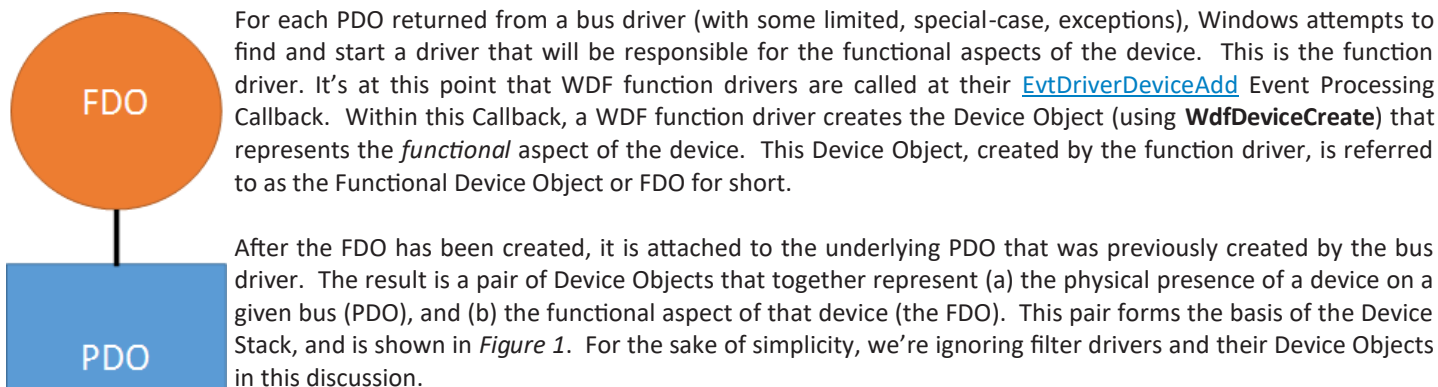 FDO
PDO
For each PDO returned from a bus driver (with some limited, special-case, exceptions), Windows attempts to
find and start a driver that will be responsible for the functional aspects of the device.  This is the function
driver. It’s at this point that WDF function drivers are called at their EvtDriverDeviceAdd Event Processing
Callback.  Within this Callback, a WDF function driver creates the Device Object (using WdfDeviceCreate) that
represents the functional aspect of the device.  This Device Object, created by the function driver, is referred
to as the Functional Device Object or FDO for short.
After the FDO has been created, it is attached to the underlying PDO that was previously created by the bus
driver.  The result is a pair of Device Objects that together represent (a) the physical presence of a device on a
given bus (PDO), and (b) the functional aspect of that device (the FDO).  This pair forms the basis of the Device
Stack, and is shown in Figure 1.  For the sake of simplicity, we’re ignoring filter drivers and their Device Objects
in this discussion.